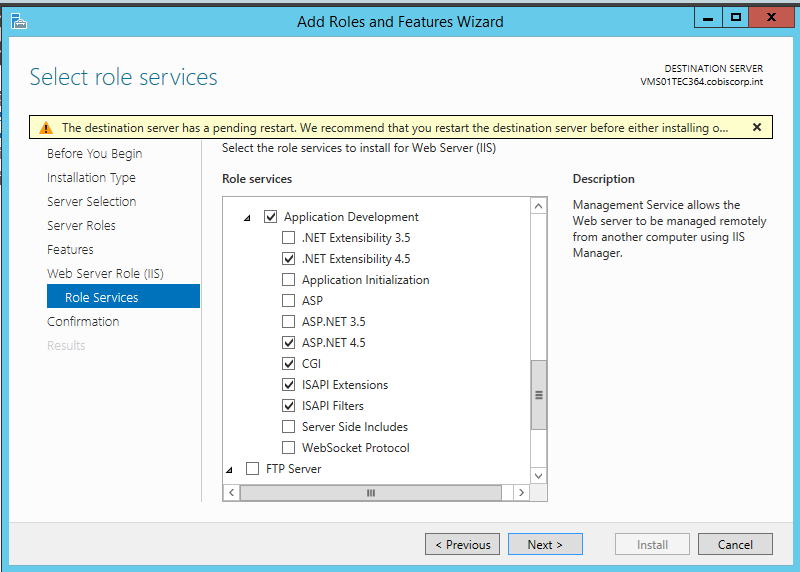 Add Roles and Features Wizard
Select role services
DESTINATION SERVER
VMS01TEC364.cobiscorp.int
The destination server has a pending restart. We recommend that you restart the destination server before either installing o...
Before You Begin
Installation Type
Server Selection
Server Roles
Features
Web Server Role (IIS)
Role Services
Confirmation
Results
Select the role services to install for Web Server (IIS)
Role services
Application Development
.NET Extensibility 3.5
.NET Extensibility 4.5
Application Initialization
ASP
ASP.NET 3.5
ASP.NET 4.5
CGI
ISAPI Extensions
ISAPI Filters
Server Side Includes
WebSocket Protocol
FTP Server
Description
Management Service allows the
Web server to be managed remotely
from another computer using IIS
Manager.
< Previous
Next >
Install
Cancel